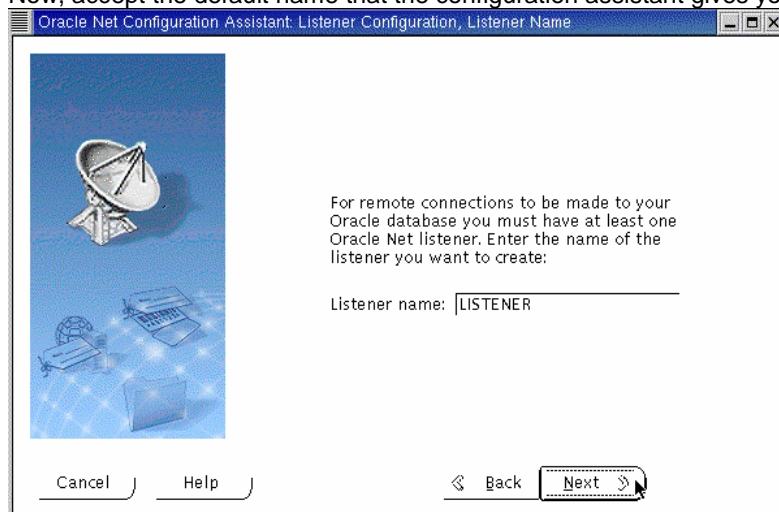 Now, accept the default name that the configuration assistant gives yo
Oracle Net Configuration Assistant: Listener Configuration, Listener Name
For remote connections to be made to your
Oracle database you must have at least one
Oracle Net listener. Enter the name of the
listener you want to create:
Listener name: LISTENER
Cancel Help Back Next